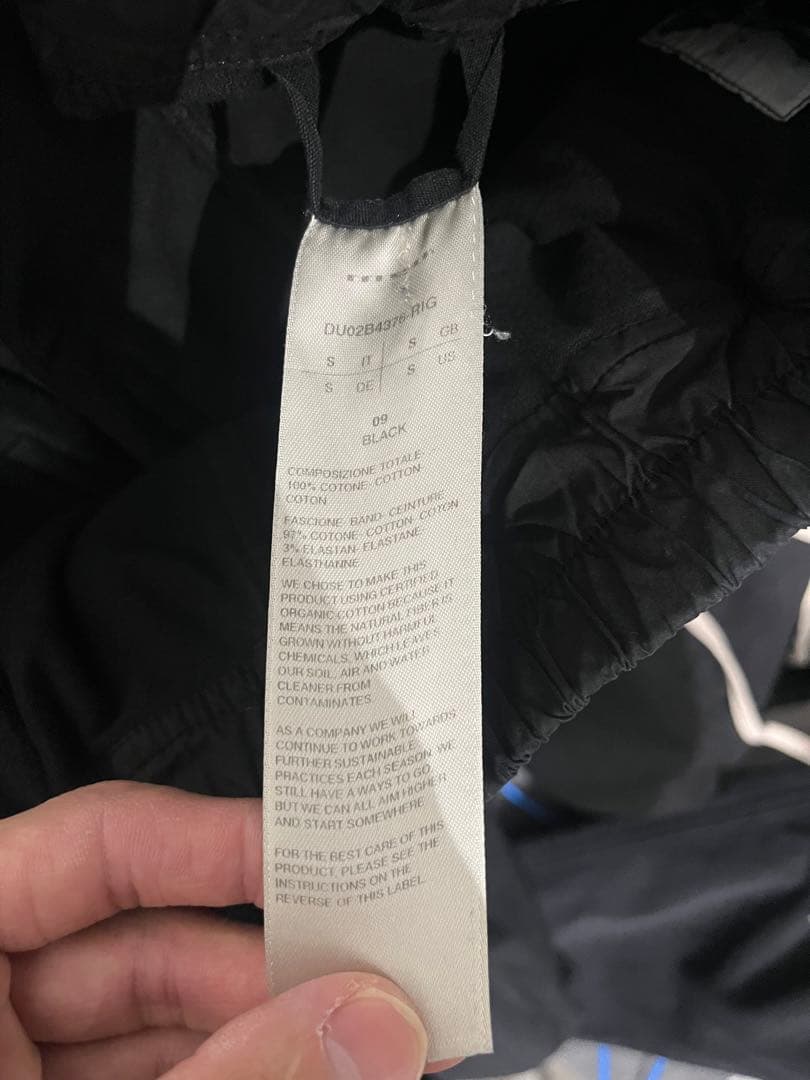 DU02B4376-RIG
S IT S GB
S DE S US
09
BLACK
COMPOSIZIONE TOTALE-
100% COTONE- COTTON-
COTON
FASCIONE- BAND- CEINTURE
97% COTONE- COTTON- COTON
3% ELASTAN- ELASTANE-
ELASTHANNE
WE CHOSE TO MAKE THIS
PRODUCT USING CERTIFIED
ORGANIC COTTON BECAUSE IT
MEANS THE NATURAL FIBER IS
GROWN WITHOUT HARMFUL
CHEMICALS, WHICH LEAVES
OUR SOIL, AIR AND WATER
CLEANER FROM
CONTAMINATES.
AS A COMPANY WE WILL
CONTINUE TO WORK TOWARDS
FURTHER SUSTAINABLE
PRACTICES EACH SEASON. WE
STILL HAVE A WAYS TO GO,
BUT WE CAN ALL AIM HIGHER
AND START SOMEWHERE
FOR THE BEST CARE OF THIS
PRODUCT, PLEASE SEE THE
INSTRUCTIONS ON THE
REVERSE OF THIS LABEL.